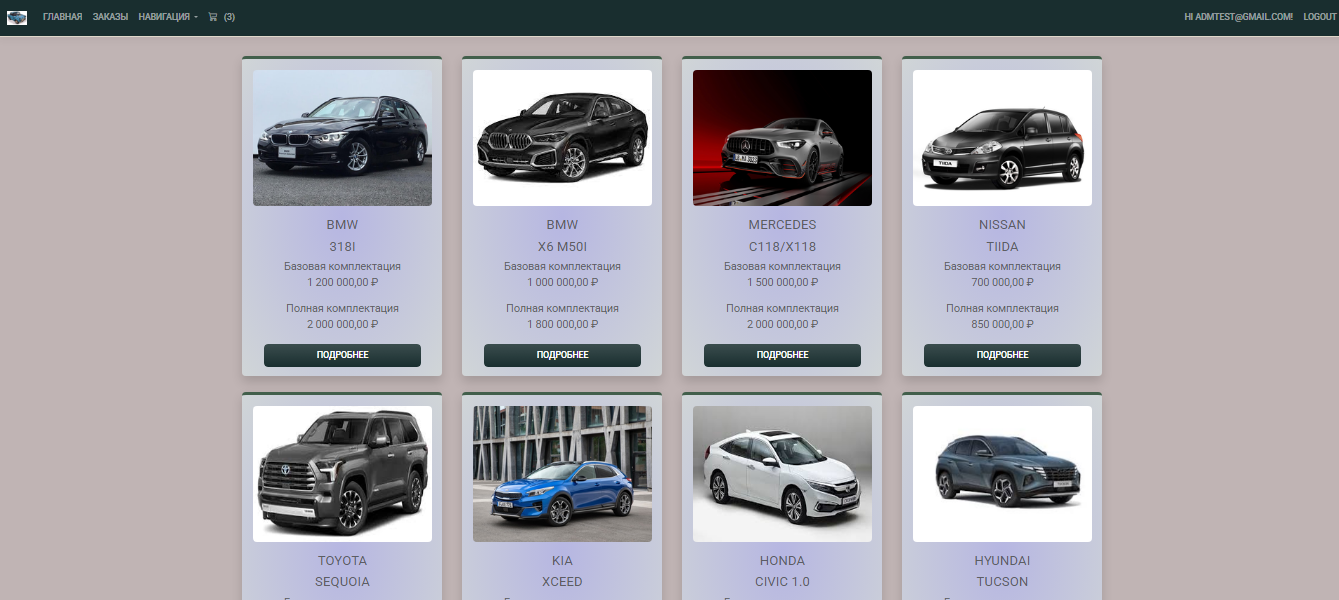 ГЛАВНАЯ ЗАКАЗЫ НАВИГАЦИЯ (3) HI ADMTEST@GMAIL.COM! LOGOUT
TIIDA
BMW
318I
Базовая комплектация
1 200 000,00 ₽
Полная комплектация
2 000 000,00 ₽
ПОДРОБНЕЕ
BMW
X6 M50I
Базовая комплектация
1 000 000,00 ₽
Полная комплектация
1 800 000,00 ₽
ПОДРОБНЕЕ
MERCEDES
C118/X118
Базовая комплектация
1 500 000,00 ₽
Полная комплектация
2 000 000,00 ₽
ПОДРОБНЕЕ
NISSAN
TIIDA
Базовая комплектация
700 000,00 ₽
Полная комплектация
850 000,00 ₽
ПОДРОБНЕЕ
TOYOTA
SEQUOIA
KIA
XCEED
HONDA
CIVIC 1.0
HYUNDAI
TUCSON